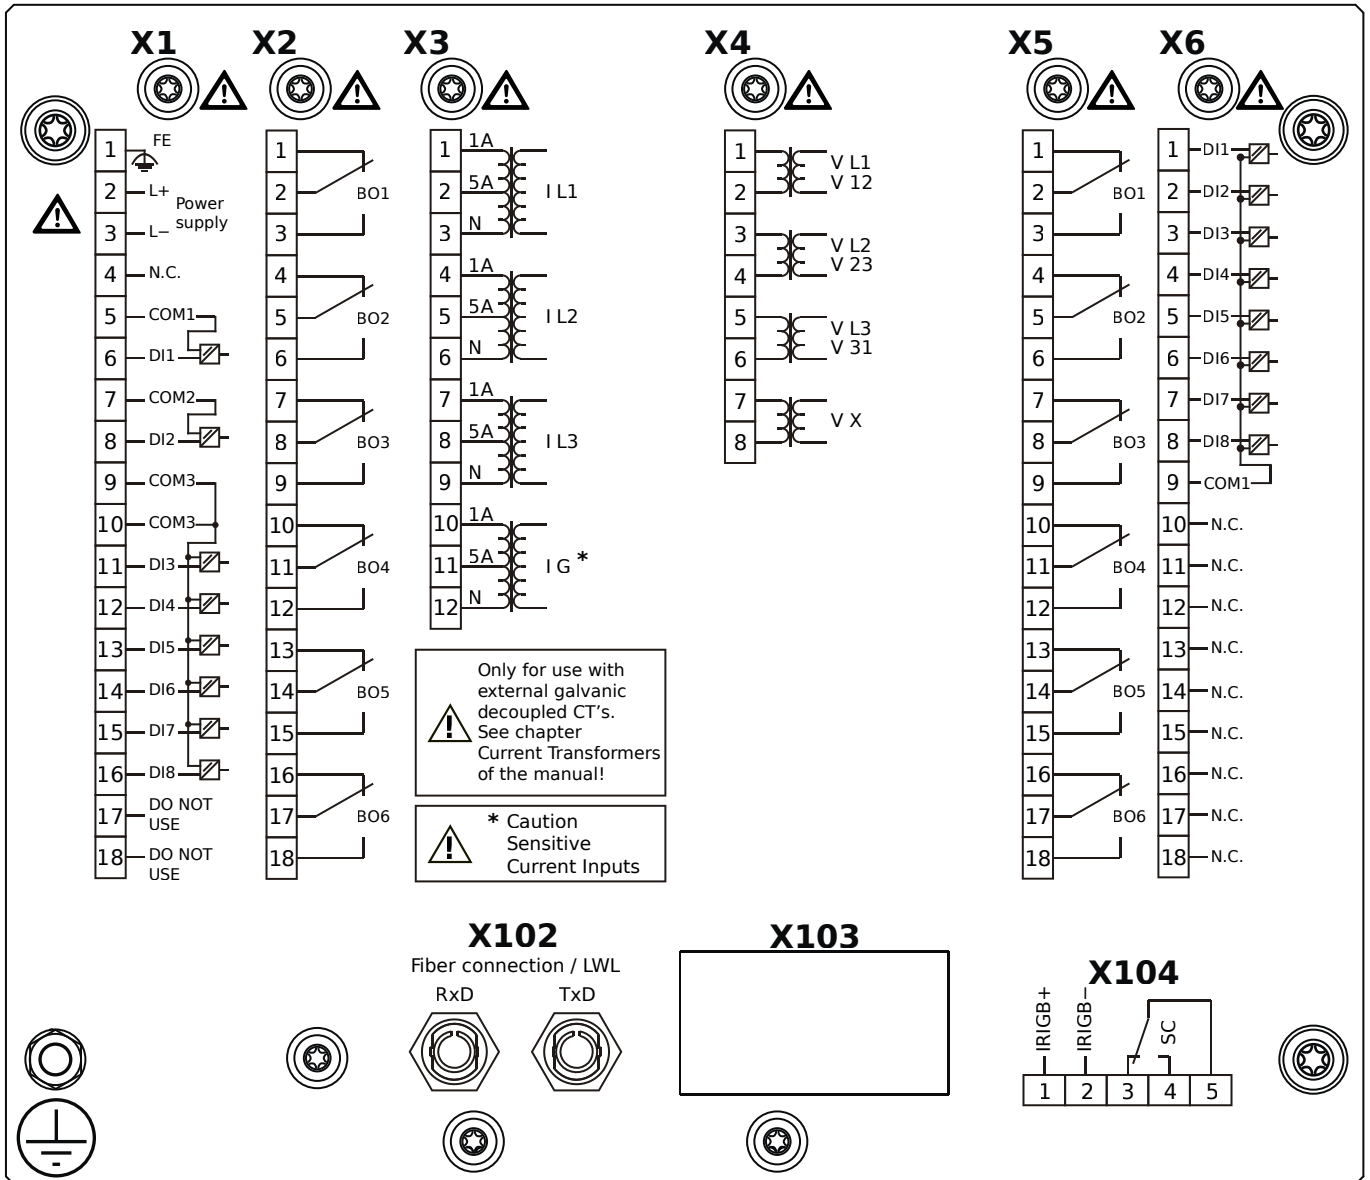 X1
X2
X3
X4
X5
X6
1 FE
2 L+
Power
supply
3 L−
4 N.C.
5 COM1
6 DI1
7 COM2
8 DI2
9 COM3
10 COM3
11 DI3
12 DI4
13 DI5
14 DI6
15 DI7
16 DI8
17 DO NOT
USE
18 DO NOT
USE
1
2 BO1
3
4
5 BO2
6
7
8 BO3
9
10
11 BO4
12
13
14 BO5
15
16
17 BO6
18
1 1A
2 5A I L1
3 N
4 1A
5 5A I L2
6 N
7 1A
8 5A I L3
9 N
10 1A
11 5A I G *
12 N
Only for use with
external galvanic
decoupled CT's.
See chapter
Current Transformers
of the manual!
* Caution
Sensitive
Current Inputs
1 V L1
2 V 12
3 V L2
4 V 23
5 V L3
6 V 31
7 V X
8
1
2 BO1
3
4
5 BO2
6
7
8 BO3
9
10
11 BO4
12
13
14 BO5
15
16
17 BO6
18
1 DI1
2 DI2
3 DI3
4 DI4
5 DI5
6 DI6
7 DI7
8 DI8
9 COM1
10 N.C.
11 N.C.
12 N.C.
13 N.C.
14 N.C.
15 N.C.
16 N.C.
17 N.C.
18 N.C.
X102
Fiber connection / LWL
RxD TxD
X103
X104
IRIGB+
IRIGB−
SC
1 2 3 4 5